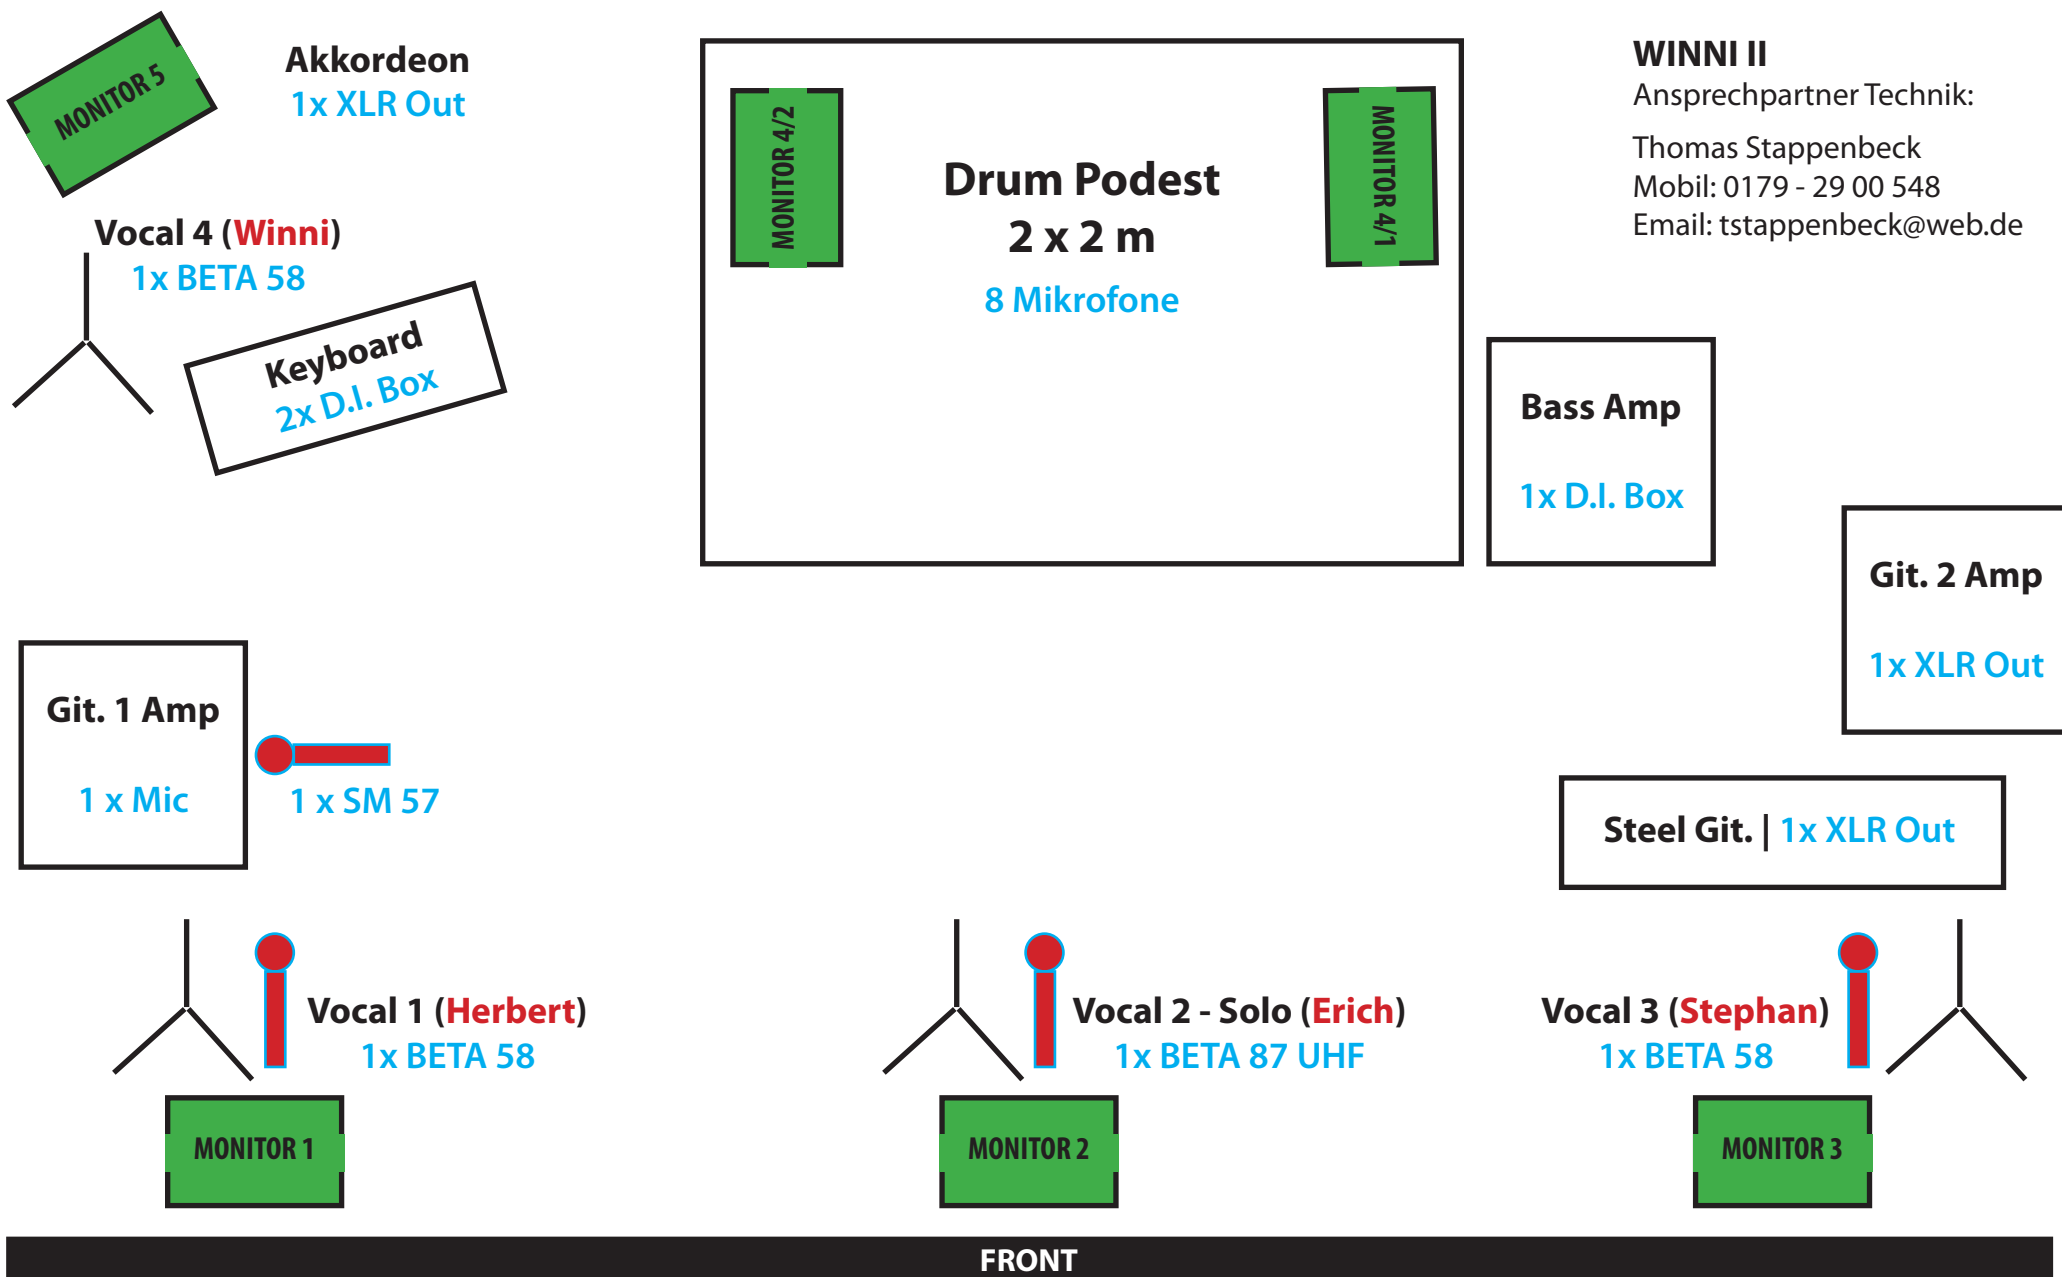 MONITOR 5
Akkordeon
1x XLR Out
Vocal 4 (Winni)
1x BETA 58
Keyboard
2x D.I. Box
MONITOR 4/2
Drum Podest
2 x 2 m
8 Mikrofone
MONITOR 4/1
WINNI II
Ansprechpartner Technik:
Thomas Stappenbeck
Mobil: 0179 - 29 00 548
Email: tstappenbeck@web.de
Bass Amp
1x D.I. Box
Git. 2 Amp
1x XLR Out
Git. 1 Amp
1 x Mic
1 x SM 57
Steel Git. | 1x XLR Out
Vocal 1 (Herbert)
1x BETA 58
Vocal 2 - Solo (Erich)
1x BETA 87 UHF
Vocal 3 (Stephan)
1x BETA 58
MONITOR 1
MONITOR 2
MONITOR 3
FRONT